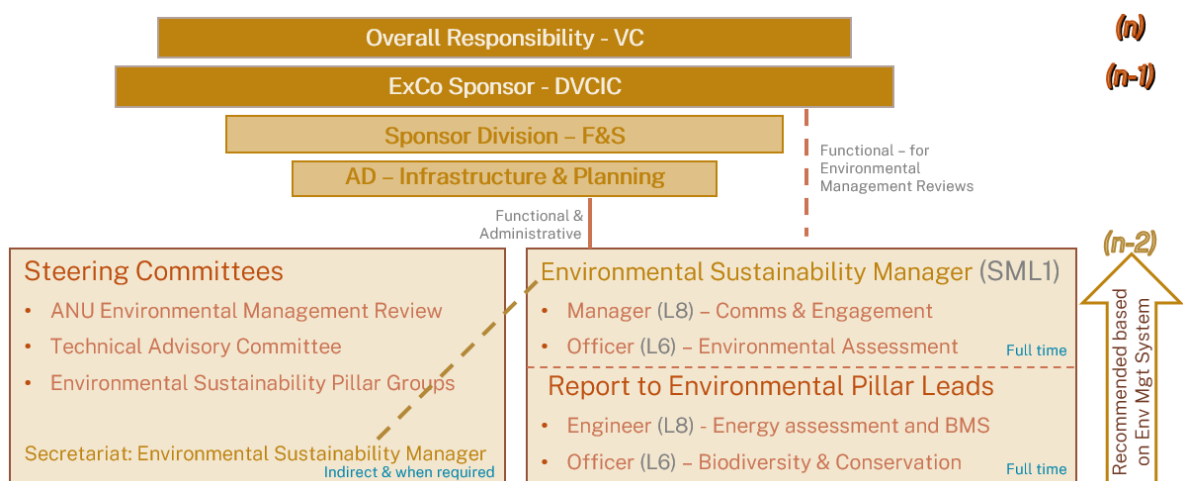 Overall Responsibility - VC
(n)
ExCo Sponsor - DVCIC
(n-1)
Sponsor Division – F&S
AD – Infrastructure & Planning
Functional – for
Environmental
Management Reviews
Functional &
Administrative
(n-2)
Steering Committees
• ANU Environmental Management Review
• Technical Advisory Committee
• Environmental Sustainability Pillar Groups
Secretariat: Environmental Sustainability Manager
Indirect & when required
Environmental Sustainability Manager (SML1)
• Manager (L8) – Comms & Engagement
• Officer (L6) – Environmental Assessment
Full time
Report to Environmental Pillar Leads
• Engineer (L8) - Energy assessment and BMS
• Officer (L6) – Biodiversity & Conservation
Full time
Recommended based
on Env Mgt System